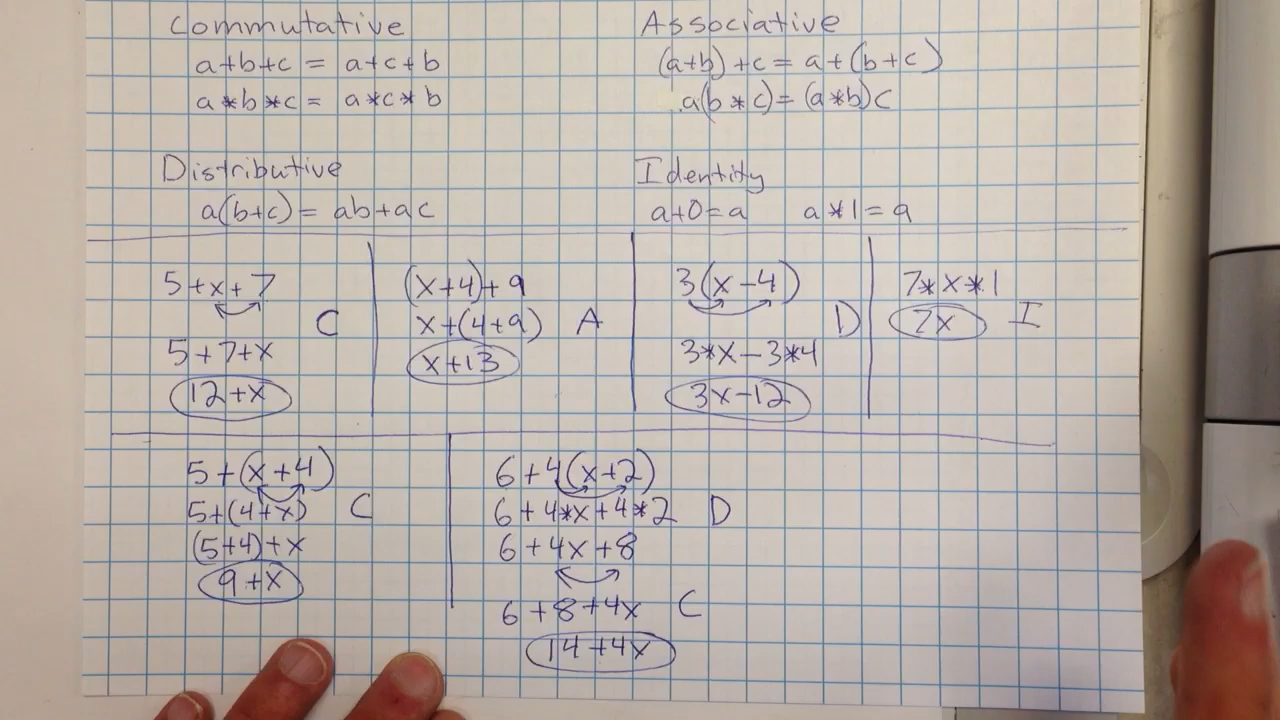 Commutative
a+b+c = a+c+b
a*b*c = a*c*b
Associative
(a+b)+c = a+(b+c)
a(b*c) = (a*b)c
Distributive
a(b+c) = ab+ac
Identity
a+0=a a*1=a
5+x+7
C
5+7+x
12+x
(x+4)+9
x+(4+9) A
x+13
3(x-4)
D
3*x-3*4
3x-12
7*x*1
7x I
5+(x+4)
5+(4+x) C
(5+4)+x
9+x
6+4(x+2)
6+4*x+4*2 D
6+4x+8
6+8+4x C
14+4x